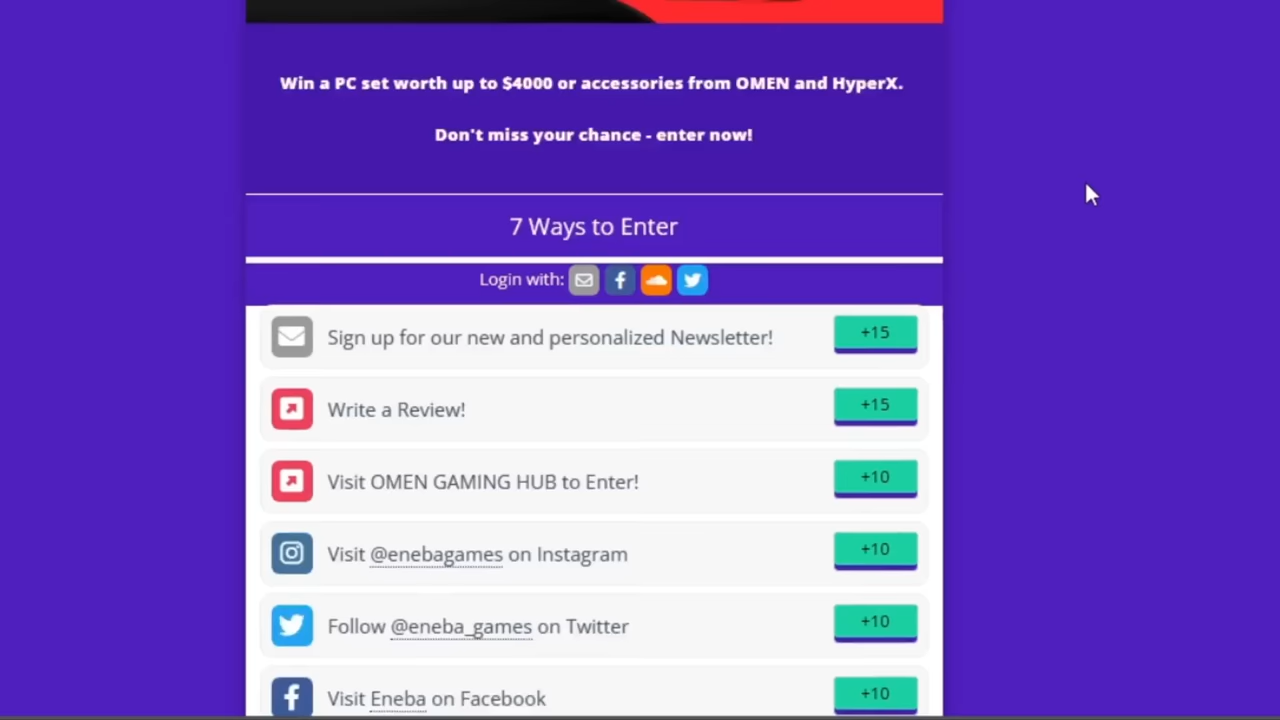 Win a PC set worth up to $4000 or accessories from OMEN and HyperX.
Don't miss your chance - enter now!
7 Ways to Enter
Login with:
Sign up for our new and personalized Newsletter! +15
Write a Review! +15
Visit OMEN GAMING HUB to Enter! +10
Visit @enebagames on Instagram +10
Follow @eneba_games on Twitter +10
Visit Eneba on Facebook +10